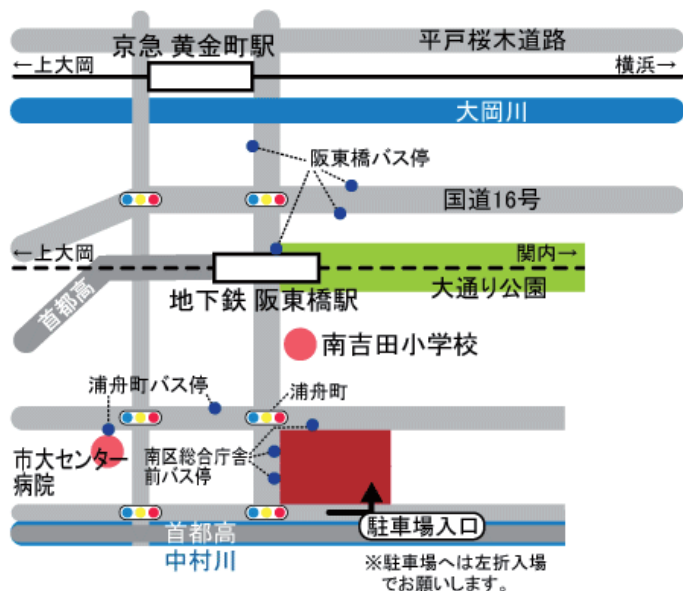 平戸桜木道路
京急 黄金町駅
←上大岡
横浜→
大岡川
阪東橋バス停
国道16号
←上大岡
関内→
首都高
地下鉄 阪東橋駅
大通り公園
南吉田小学校
浦舟町バス停
浦舟町
市大センター
病院
南区総合庁舎
前バス停
首都高
中村川
駐車場入口
※駐車場へは左折入場
でお願いします。